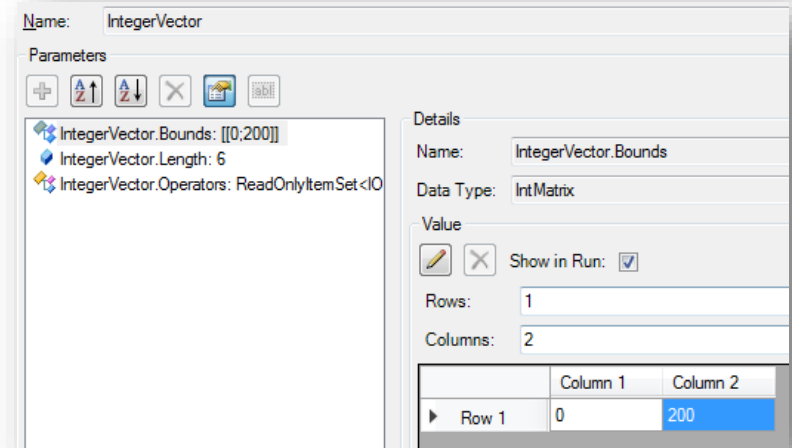 Name: IntegerVector
Parameters
IntegerVector.Bounds: [[0;200]]
IntegerVector.Length: 6
IntegerVector.Operators: ReadOnlyItemSet<IO
Details
Name: IntegerVector.Bounds
Data Type: IntMatrix
Value
Show in Run:
Rows: 1
Columns: 2
Column 1 Column 2
Row 1 0 200